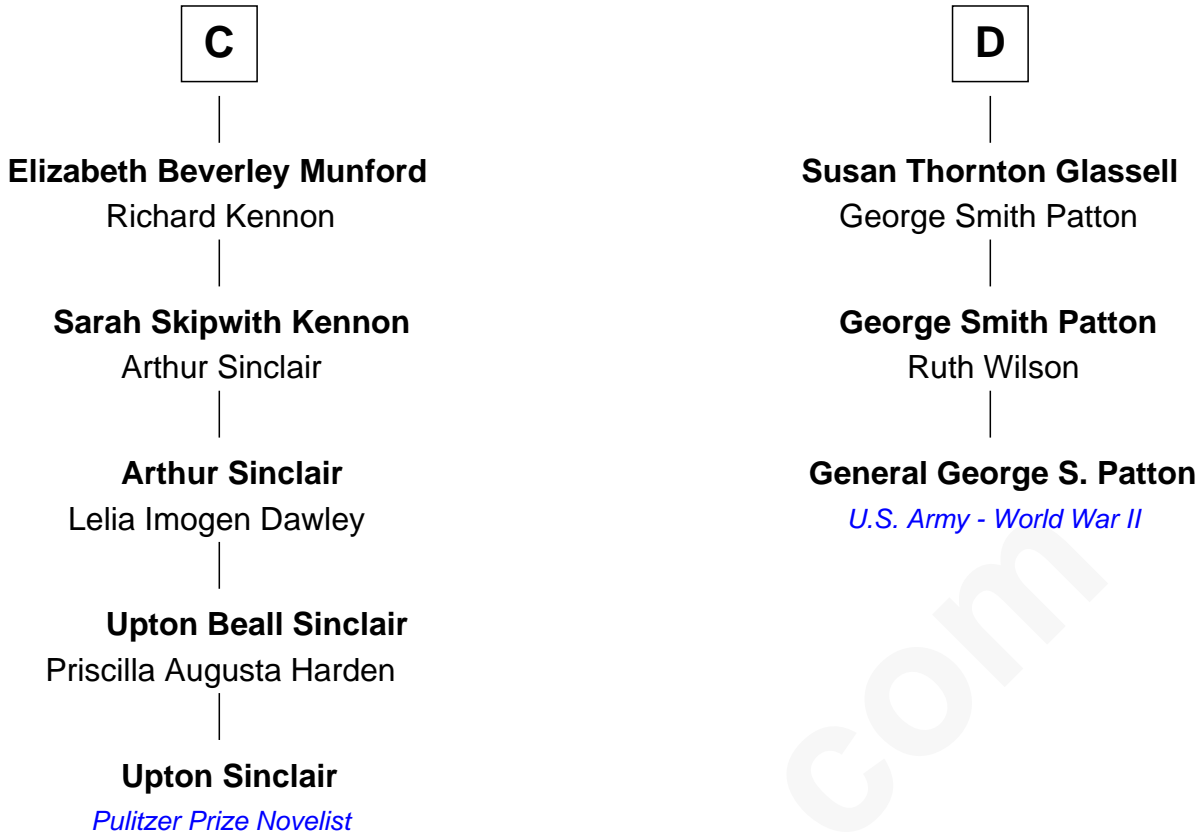 C
Elizabeth Beverley Munford
Richard Kennon
Sarah Skipwith Kennon
Arthur Sinclair
Arthur Sinclair
Lelia Imogen Dawley
Upton Beall Sinclair
Priscilla Augusta Harden
Upton Sinclair
Pulitzer Prize Novelist
D
Susan Thornton Glassell
George Smith Patton
George Smith Patton
Ruth Wilson
General George S. Patton
U.S. Army - World War II
com